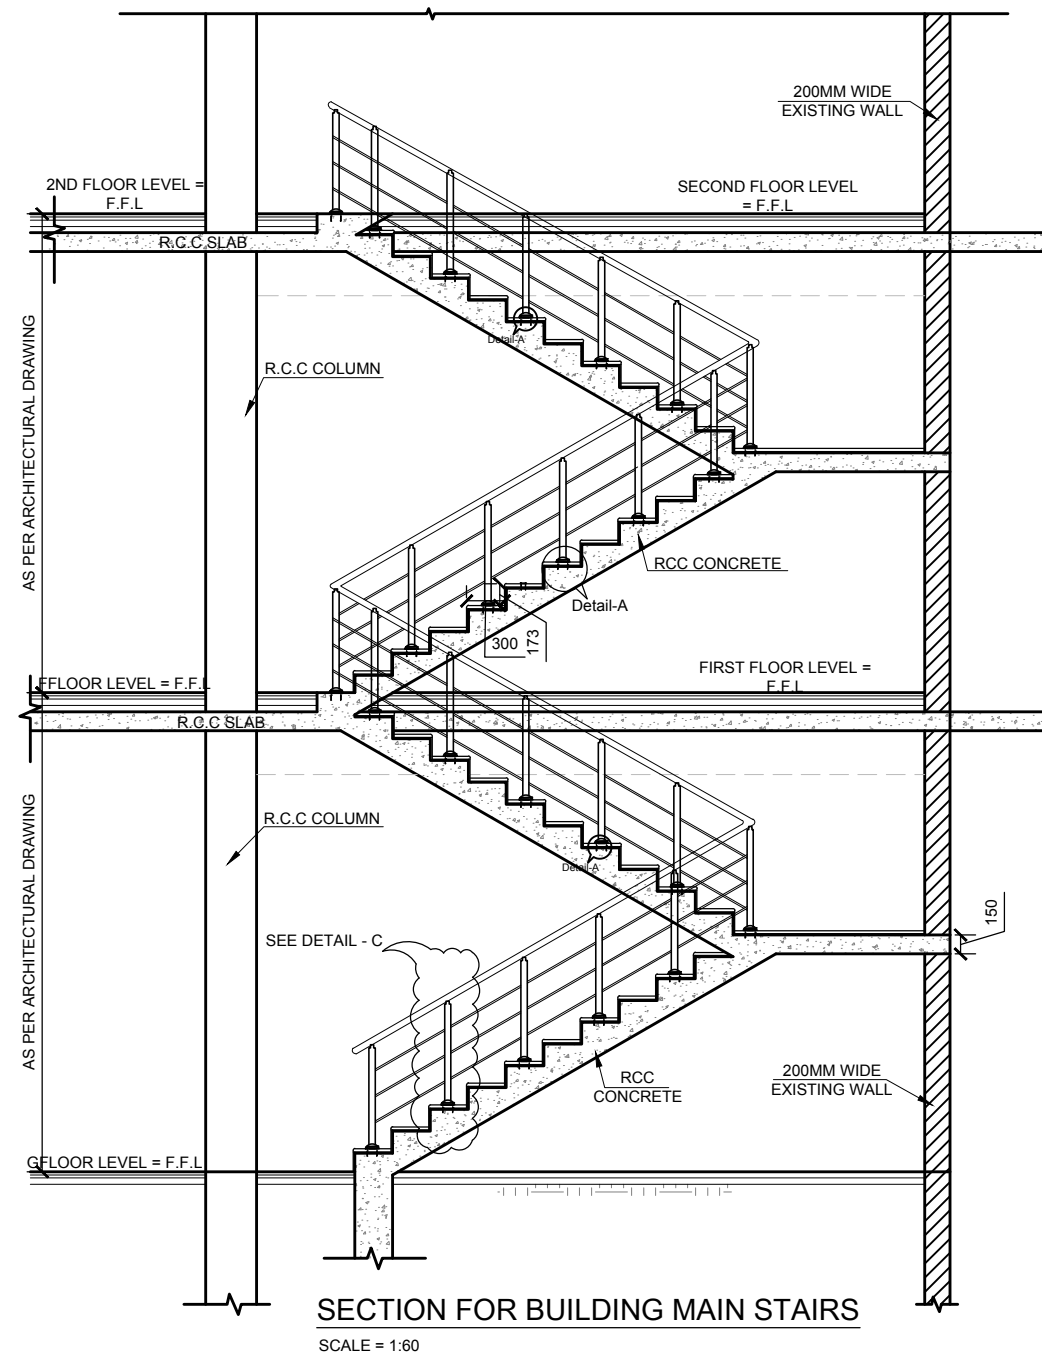 200MM WIDE
EXISTING WALL
2ND FLOOR LEVEL =
F.F.L
SECOND FLOOR LEVEL
= F.F.L
R.C.C SLAB
Detail-A
AS PER ARCHITECTURAL DRAWING
R.C.C COLUMN
RCC CONCRETE
Detail-A
300
173
FFLOOR LEVEL = F.F.L
FIRST FLOOR LEVEL =
F.F.L
R.C.C SLAB
AS PER ARCHITECTURAL DRAWING
R.C.C COLUMN
Detail-A
150
SEE DETAIL - C
RCC
CONCRETE
200MM WIDE
EXISTING WALL
GFLOOR LEVEL = F.F.L
SECTION FOR BUILDING MAIN STAIRS
SCALE = 1:60